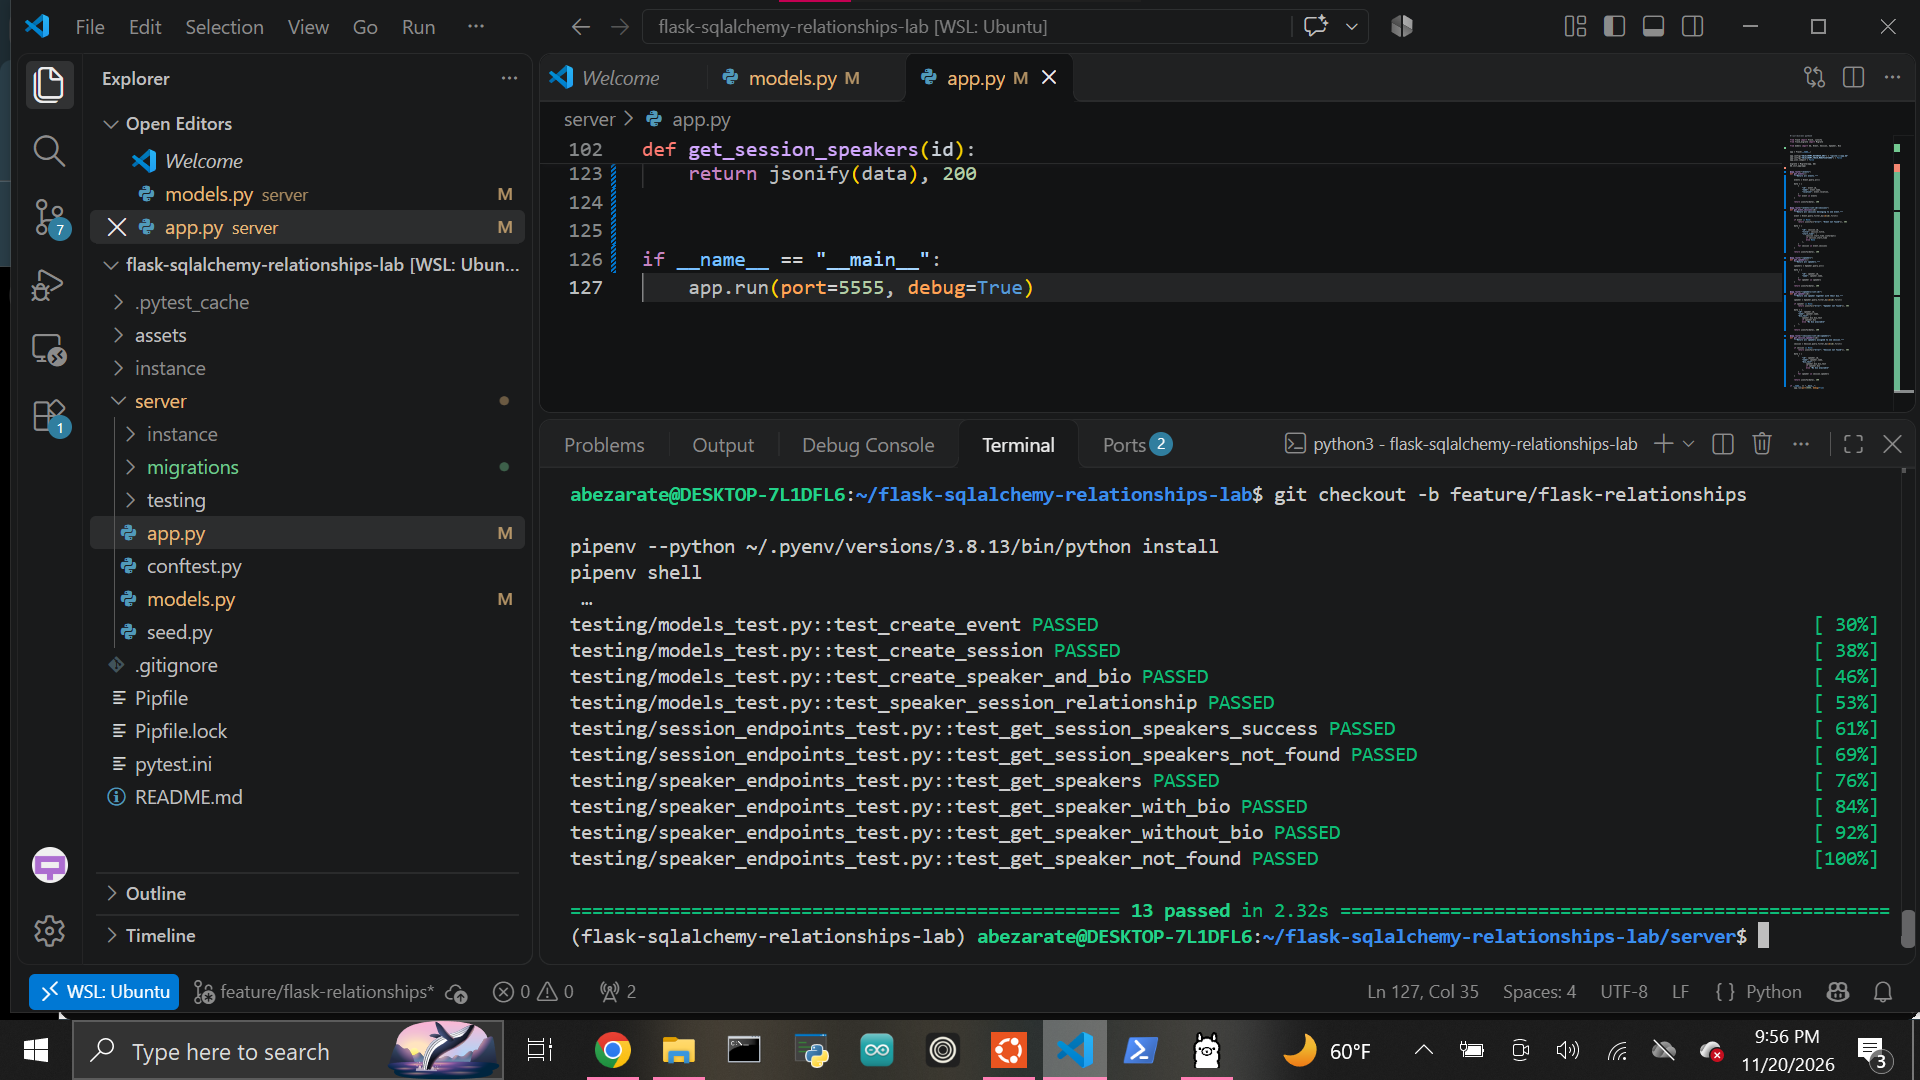 File Edit Selection View Go Run ···
flask-sqlalchemy-relationships-lab [WSL: Ubuntu]
Explorer
Open Editors
Welcome
models.py server M
app.py server M
flask-sqlalchemy-relationships-lab [WSL: Ubun...
.pytest_cache
assets
instance
server
instance
migrations
testing
app.py M
conftest.py
models.py M
seed.py
.gitignore
Pipfile
Pipfile.lock
pytest.ini
README.md
Outline
Timeline
7
1
Welcome models.py M app.py M
server > app.py
102 def get_session_speakers(id):
123 return jsonify(data), 200
124
125
126 if __name__ == "__main__":
127 app.run(port=5555, debug=True)
Problems Output Debug Console Terminal Ports 2 python3 - flask-sqlalchemy-relationships-lab
abezarate@DESKTOP-7L1DFL6:~/flask-sqlalchemy-relationships-lab$ git checkout -b feature/flask-relationships
pipenv --python ~/.pyenv/versions/3.8.13/bin/python install
pipenv shell
…
testing/models_test.py::test_create_event PASSED [ 30%]
testing/models_test.py::test_create_session PASSED [ 38%]
testing/models_test.py::test_create_speaker_and_bio PASSED [ 46%]
testing/models_test.py::test_speaker_session_relationship PASSED [ 53%]
testing/session_endpoints_test.py::test_get_session_speakers_success PASSED [ 61%]
testing/session_endpoints_test.py::test_get_session_speakers_not_found PASSED [ 69%]
testing/speaker_endpoints_test.py::test_get_speakers PASSED [ 76%]
testing/speaker_endpoints_test.py::test_get_speaker_with_bio PASSED [ 84%]
testing/speaker_endpoints_test.py::test_get_speaker_without_bio PASSED [ 92%]
testing/speaker_endpoints_test.py::test_get_speaker_not_found PASSED [100%]
================================================== 13 passed in 2.32s ==================================================
(flask-sqlalchemy-relationships-lab) abezarate@DESKTOP-7L1DFL6:~/flask-sqlalchemy-relationships-lab/server$
WSL: Ubuntu feature/flask-relationships* 0 0 2 Ln 127, Col 35 Spaces: 4 UTF-8 LF {} Python
Type here to search 60°F 9:56 PM
11/20/2026 3